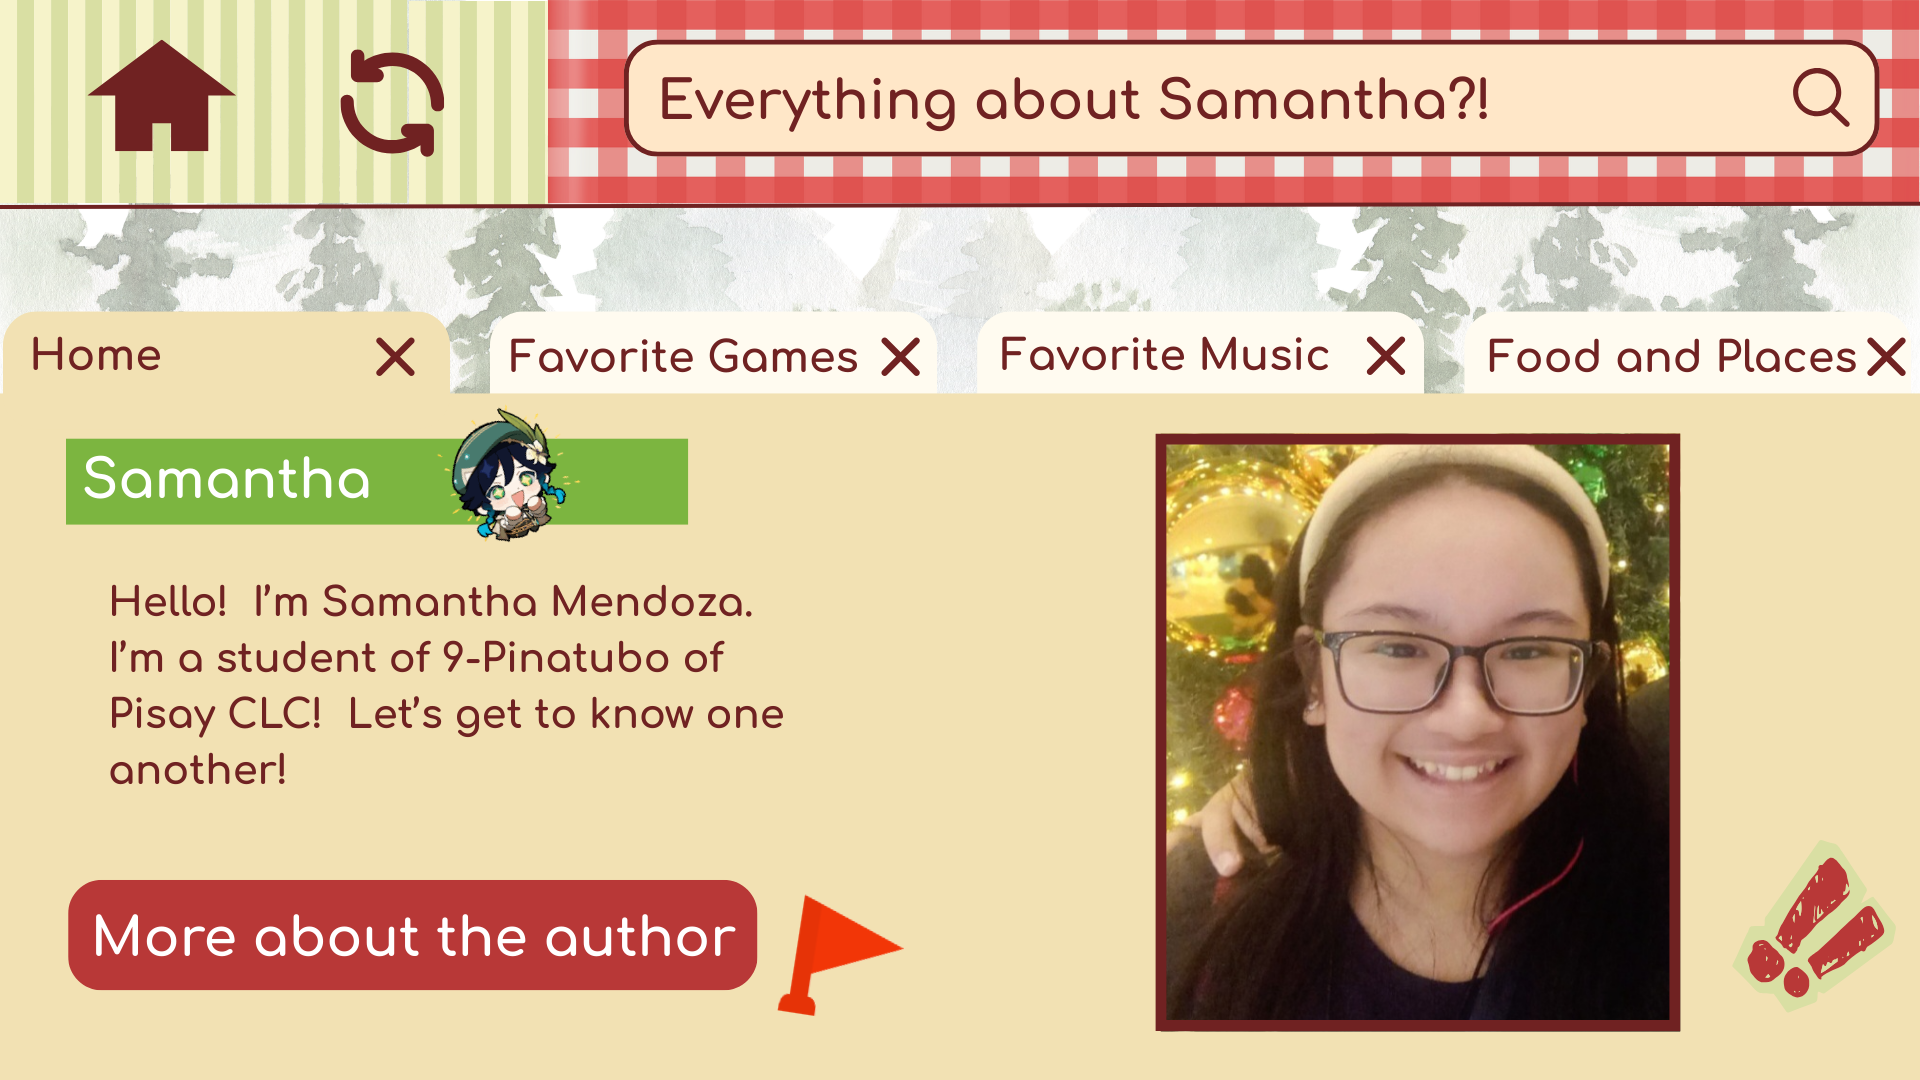 Everything about Samantha?!
Home
Favorite Games
Favorite Music
Food and Places
Samantha
Hello!  I’m Samantha Mendoza.
I’m a student of 9-Pinatubo of
Pisay CLC!  Let’s get to know one
another!
More about the author